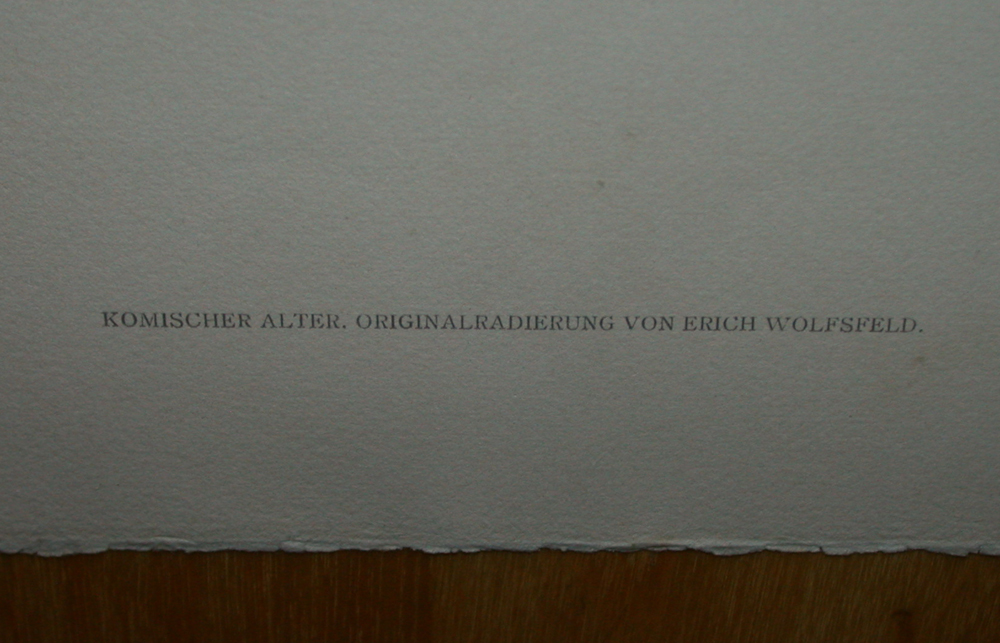 KOMISCHER ALTER. ORIGINALRADIERUNG VON ERICH WOLFSFELD.